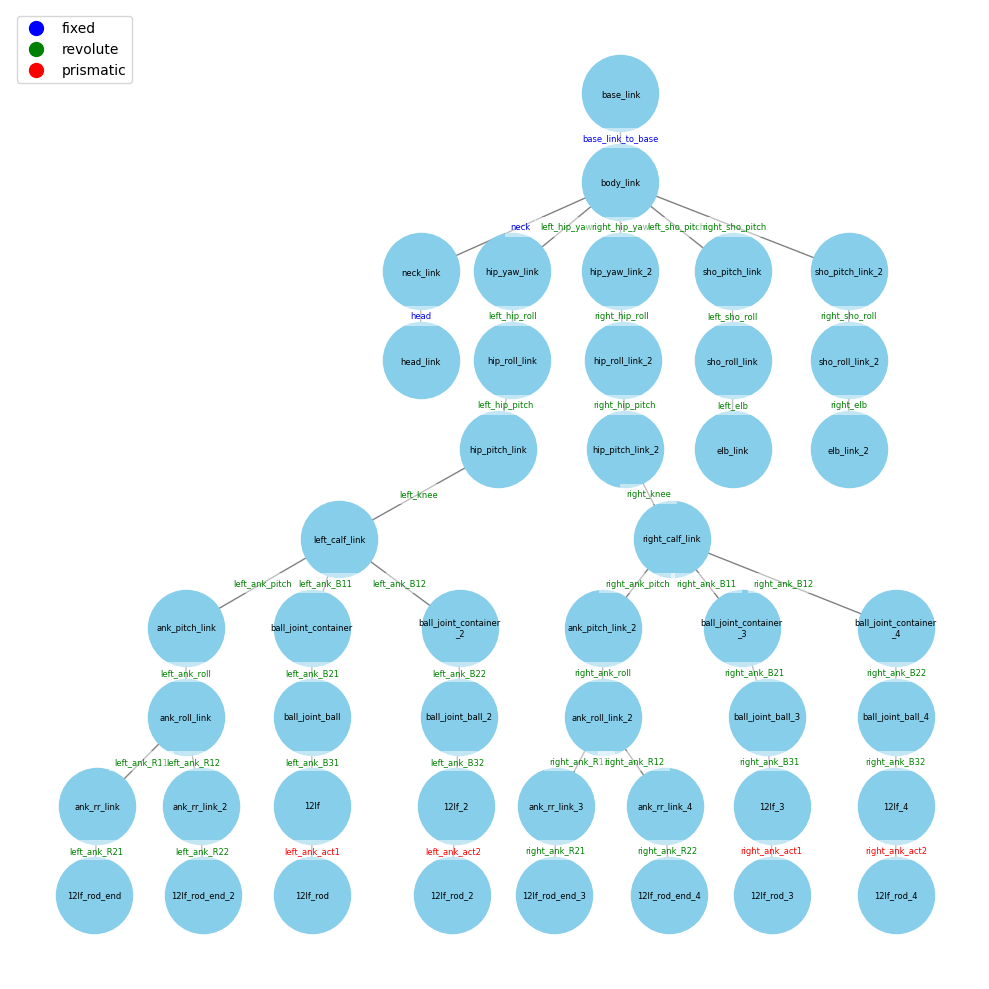 fixed
revolute
prismatic
base_link
base_link_to_base
body_link
neck
left_hip_yaw
right_hip_yaw
left_sho_pitch
right_sho_pitch
neck_link
hip_yaw_link
hip_yaw_link_2
sho_pitch_link
sho_pitch_link_2
head
left_hip_roll
right_hip_roll
left_sho_roll
right_sho_roll
head_link
hip_roll_link
hip_roll_link_2
sho_roll_link
sho_roll_link_2
left_hip_pitch
right_hip_pitch
left_elb
right_elb
hip_pitch_link
hip_pitch_link_2
elb_link
elb_link_2
left_knee
right_knee
left_calf_link
right_calf_link
left_ank_pitch
left_ank_B11
left_ank_B12
right_ank_pitch
right_ank_B11
right_ank_B12
ank_pitch_link
ball_joint_container
ball_joint_container
_2
ank_pitch_link_2
ball_joint_container
_3
ball_joint_container
_4
left_ank_roll
left_ank_B21
left_ank_B22
right_ank_roll
right_ank_B21
right_ank_B22
ank_roll_link
ball_joint_ball
ball_joint_ball_2
ank_roll_link_2
ball_joint_ball_3
ball_joint_ball_4
left_ank_R11
left_ank_R12
left_ank_B31
left_ank_B32
right_ank_R11
right_ank_R12
right_ank_B31
right_ank_B32
ank_rr_link
ank_rr_link_2
12lf
12lf_2
ank_rr_link_3
ank_rr_link_4
12lf_3
12lf_4
left_ank_R21
left_ank_R22
left_ank_act1
left_ank_act2
right_ank_R21
right_ank_R22
right_ank_act1
right_ank_act2
12lf_rod_end
12lf_rod_end_2
12lf_rod
12lf_rod_2
12lf_rod_end_3
12lf_rod_end_4
12lf_rod_3
12lf_rod_4